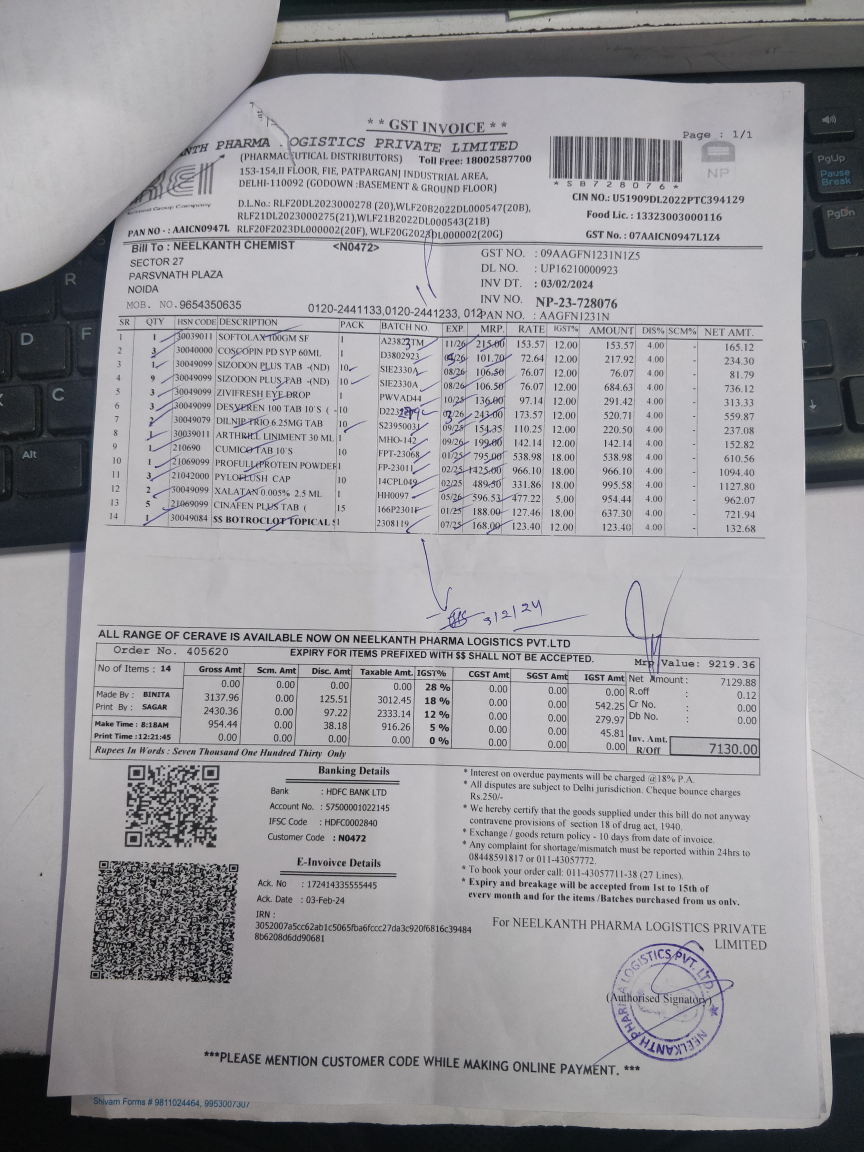 * * GST INVOICE * *
Page : 1/1
NTH PHARMA LOGISTICS PRIVATE LIMITED
(PHARMACEUTICAL DISTRIBUTORS) Toll Free: 18002587700
153-154,II FLOOR, FIE, PATPARGANJ INDUSTRIAL AREA,
DELHI-110092 (GODOWN :BASEMENT & GROUND FLOOR)
* S B 7 2 8 0 7 6 *
NP
CIN NO.: U51909DL2022PTC394129
Food Lic. : 13323003000116
GST No. : 07AAICN0947L1Z4
Group Company
D.L.No.: RLF20DL2023000278 (20),WLF20B2022DL000547(20B),
RLF21DL2023000275(21),WLF21B2022DL000543(21B)
PAN NO - : AAICN0947L RLF20F2023DL000002(20F), WLF20G2023DL000002(20G)
Bill To : NEELKANTH CHEMIST <N0472>
SECTOR 27
PARSVNATH PLAZA
NOIDA
MOB. NO.9654350635
0120-2441133,0120-2441233, 012
GST NO. : 09AAGFN1231N1Z5
DL NO. : UP16210000923
INV DT. : 03/02/2024
INV NO. NP-23-728076
PAN NO. : AAGFN1231N
SR QTY HSN CODE DESCRIPTION PACK BATCH NO. EXP. MRP. RATE IGST% AMOUNT DIS% SCM% NET AMT.
1 1 30039011 SOFTOLAX 100GM SF 1 11/26 215.00 153.57 12.00 153.57 4.00 - 165.12
2 3 30040000 COSCOPIN PD SYP 60ML 1 D3802923 101.70 72.64 12.00 217.92 4.00 - 234.30
3 1 30049099 SIZODON PLUS TAB -(ND) 10 SIE2330A 08/26 106.50 76.07 12.00 76.07 4.00 - 81.79
4 9 30049099 SIZODON PLUS TAB -(ND) 10 SIE2330A 08/26 106.50 76.07 12.00 684.63 4.00 - 736.12
5 3 30049099 ZIVIFRESH EYE DROP 1 PWVAD44 10/25 136.00 97.14 12.00 291.42 4.00 - 313.33
6 3 30049099 DESYEREN 100 TAB 10`S ( - 10 243.00 173.57 12.00 520.71 4.00 - 559.87
7 2 30049079 DILNIP TRIO 6.25MG TAB 10 S23950031 09/25 154.35 110.25 12.00 220.50 4.00 - 237.08
8 1 30039011 ARTHRILL LINIMENT 30 ML 1 MHO-142 09/26 199.00 142.14 12.00 142.14 4.00 - 152.82
9 1 210690 CUMICO TAB 10`S 10 FPT-23068 01/25 795.00 538.98 18.00 538.98 4.00 - 610.56
10 1 21069099 PROFULL(PROTEIN POWDER 1 FP-23011 02/25 1425.00 966.10 18.00 966.10 4.00 - 1094.40
11 3 21042000 PYLOFLUSH CAP 10 14CPL049 02/25 489.50 331.86 18.00 995.58 4.00 - 1127.80
12 2 30049099 XALATAN 0.005% 2.5 ML 1 HH0097 05/26 596.53 477.22 5.00 954.44 4.00 - 962.07
13 5 21069099 CINAFEN PLUS TAB ( 15 166P2301F 01/25 188.00 127.46 18.00 637.30 4.00 - 721.94
14 1 30049084 $$ BOTROCLOT TOPICAL S 1 2308119 07/25 168.00 123.40 12.00 123.40 4.00 - 132.68
3/2/24
ALL RANGE OF CERAVE IS AVAILABLE NOW ON NEELKANTH PHARMA LOGISTICS PVT.LTD
Order No. 405620 EXPIRY FOR ITEMS PREFIXED WITH $$ SHALL NOT BE ACCEPTED. Mrp Value: 9219.36
No of Items : 14 Gross Amt Scm. Amt Disc. Amt Taxable Amt. IGST% CGST Amt SGST Amt IGST Amt Net Amount : 7129.88
0.00 0.00 0.00 0.00 28 % 0.00 0.00 0.00 R.off : 0.12
Made By : BINITA 3137.96 0.00 125.51 3012.45 18 % 0.00 0.00 542.25 Cr No. : 0.00
Print By : SAGAR 2430.36 0.00 97.22 2333.14 12 % 0.00 0.00 279.97 Db No. : 0.00
Make Time : 8:18AM 954.44 0.00 38.18 916.26 5 % 0.00 0.00 45.81
Print Time :12:21:45 0.00 0.00 0.00 0.00 0 % 0.00 0.00 0.00 Inv. Amt. R/Off 7130.00
Rupees In Words : Seven Thousand One Hundred Thirty Only
Banking Details
Bank : HDFC BANK LTD
Account No. : 57500001022145
IFSC Code : HDFC0002840
Customer Code : N0472
E-Invoivce Details
Ack. No : 172414335555445
Ack. Date : 03-Feb-24
IRN :
3052007a5cc62ab1c5065fba6fccc27da3c920f6816c39484
8b6208d6dd90681
* Interest on overdue payments will be charged @18% P.A.
* All disputes are subject to Delhi jurisdiction. Cheque bounce charges
Rs.250/-
* We hereby certify that the goods supplied under this bill do not anyway
contravene provisions of section 18 of drug act, 1940.
* Exchange / goods return policy - 10 days from date of invoice.
* Any complaint for shortage/mismatch must be reported within 24hrs to
08448591817 or 011-43057772.
* To book your order call: 011-43057711-38 (27 Lines).
* Expiry and breakage will be accepted from 1st to 15th of
every month and for the items /Batches purchased from us only.
For NEELKANTH PHARMA LOGISTICS PRIVATE
LIMITED
NEELKANTH PHARMA LOGISTICS PVT. LTD.
(Authorised Signatory)
***PLEASE MENTION CUSTOMER CODE WHILE MAKING ONLINE PAYMENT. ***
Shivam Forms # 9811024464, 9953007307
PgUp
Pause
Break
PgDn
D
F
C
Alt